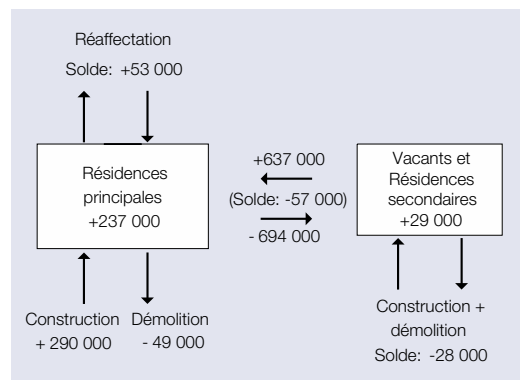 Réaffectation
Solde: +53 000
Résidences
principales
+237 000
+637 000
(Solde: -57 000)
- 694 000
Vacants et
Résidences
secondaires
+29 000
Construction
+ 290 000
Démolition
- 49 000
Construction +
démolition
Solde: -28 000